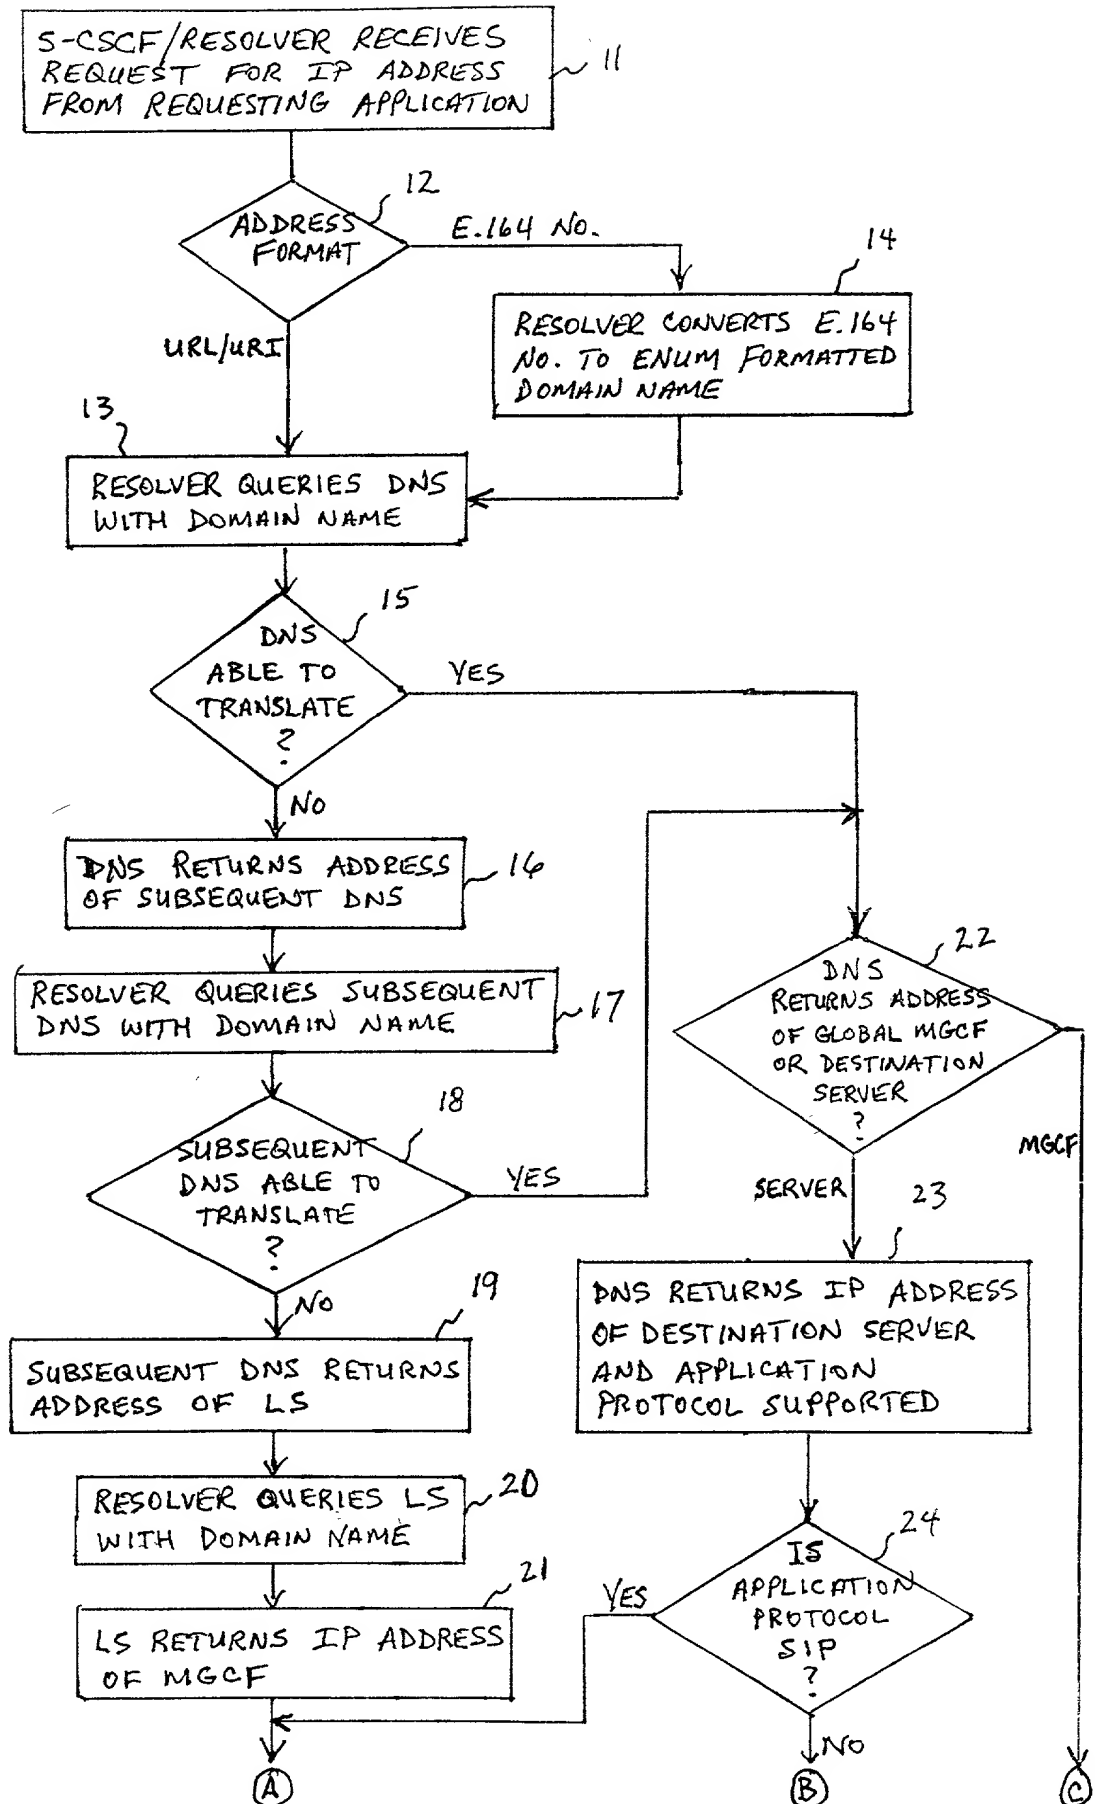 S-CSCF/RESOLVER RECEIVES
REQUEST FOR IP ADDRESS
FROM REQUESTING APPLICATION
11
12
ADDRESS
FORMAT
E.164 NO.
14
URL/URI
RESOLVER CONVERTS E.164
NO. TO ENUM FORMATTED
DOMAIN NAME
13
RESOLVER QUERIES DNS
WITH DOMAIN NAME
15
DNS
ABLE TO
TRANSLATE
?
YES
NO
DNS RETURNS ADDRESS
OF SUBSEQUENT DNS
16
RESOLVER QUERIES SUBSEQUENT
DNS WITH DOMAIN NAME
17
18
SUBSEQUENT
DNS ABLE TO
TRANSLATE
?
YES
NO
22
DNS
RETURNS ADDRESS
OF GLOBAL MGCF
OR DESTINATION
SERVER
?
MGCF
SERVER
23
19
SUBSEQUENT DNS RETURNS
ADDRESS OF LS
DNS RETURNS IP ADDRESS
OF DESTINATION SERVER
AND APPLICATION
PROTOCOL SUPPORTED
RESOLVER QUERIES LS
WITH DOMAIN NAME
20
24
IS
APPLICATION
PROTOCOL
SIP
?
YES
21
LS RETURNS IP ADDRESS
OF MGCF
NO
A
B
C